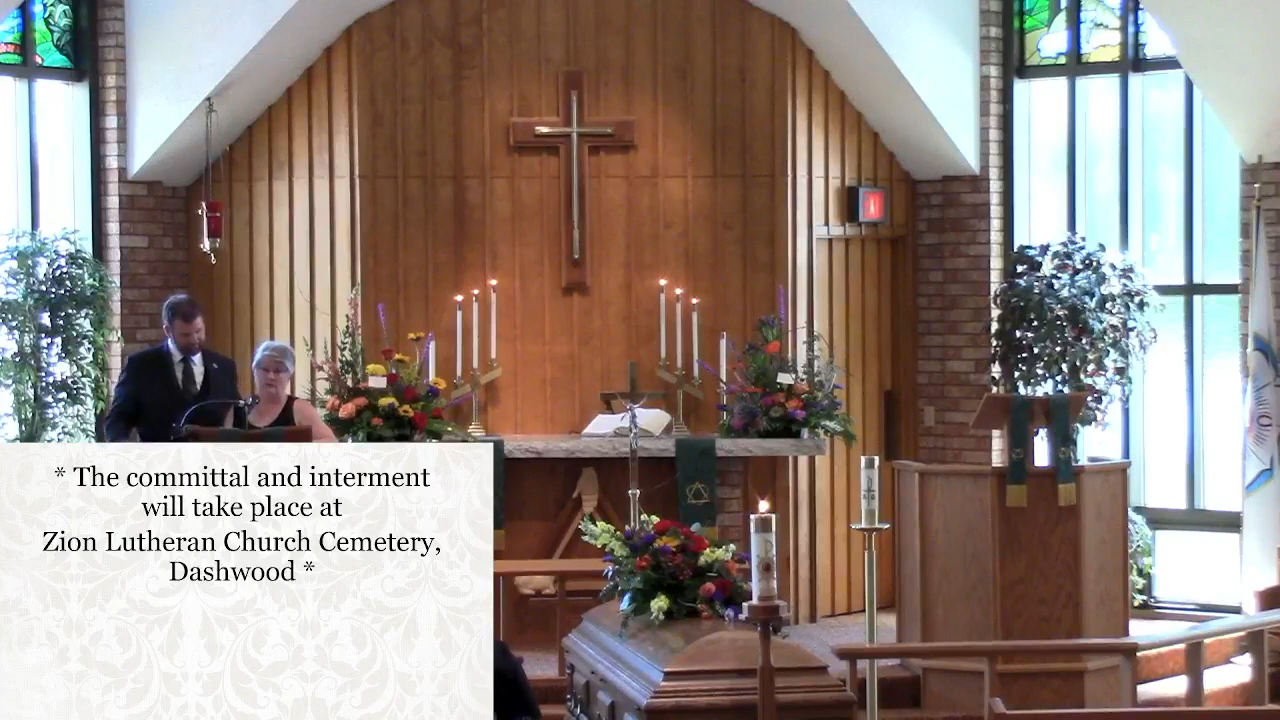 * The committal and interment
will take place at
Zion Lutheran Church Cemetery,
Dashwood *